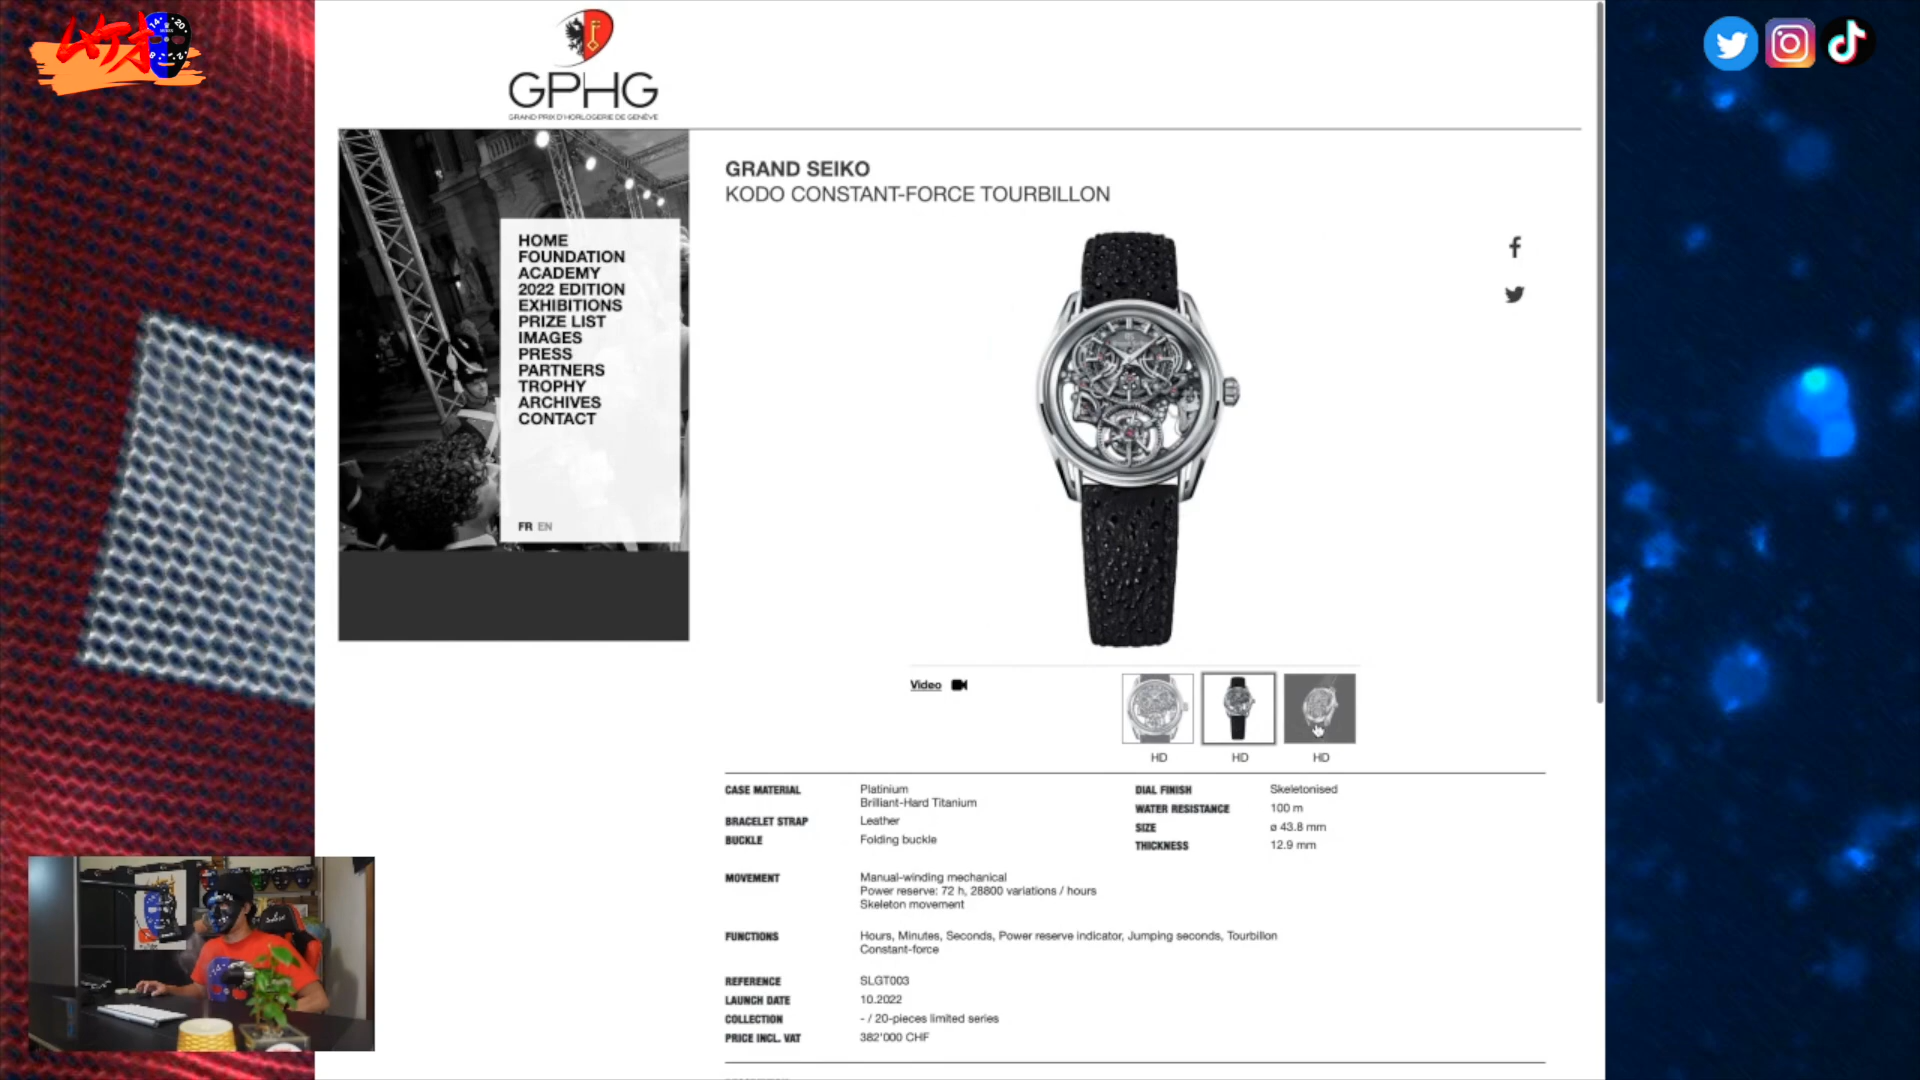 GPHG
GRAND PRIX D'HORLOGERIE DE GENÈVE
GRAND SEIKO
KODO CONSTANT-FORCE TOURBILLON
HOME
FOUNDATION
ACADEMY
2022 EDITION
EXHIBITIONS
PRIZE LIST
IMAGES
PRESS
PARTNERS
TROPHY
ARCHIVES
CONTACT
FR EN
Video
HD HD HD
CASE MATERIAL Platinium
Brilliant-Hard Titanium
BRACELET STRAP Leather
BUCKLE Folding buckle
DIAL FINISH Skeletonised
WATER RESISTANCE 100 m
SIZE ø 43.8 mm
THICKNESS 12.9 mm
MOVEMENT Manual-winding mechanical
Power reserve: 72 h, 28800 variations / hours
Skeleton movement
FUNCTIONS Hours, Minutes, Seconds, Power reserve indicator, Jumping seconds, Tourbillon
Constant-force
REFERENCE SLGT003
LAUNCH DATE 10.2022
COLLECTION - / 20-pieces limited series
PRICE INCL. VAT 382'000 CHF